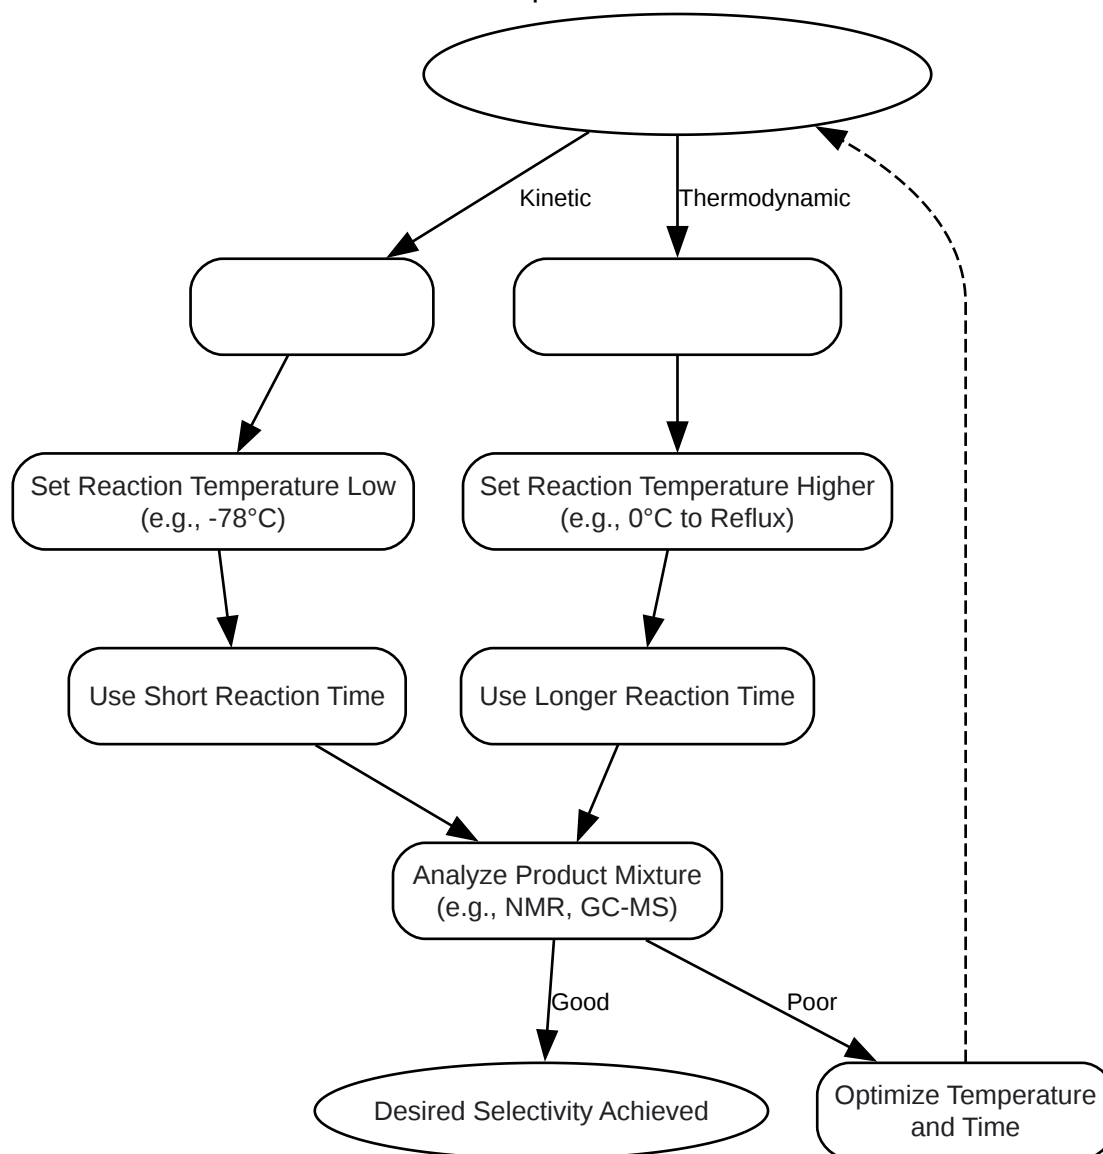 Kinetic
Thermodynamic
Set Reaction Temperature Low
(e.g., -78°C)
Set Reaction Temperature Higher
(e.g., 0°C to Reflux)
Use Short Reaction Time
Use Longer Reaction Time
Analyze Product Mixture
(e.g., NMR, GC-MS)
Good
Poor
Desired Selectivity Achieved
Optimize Temperature
and Time